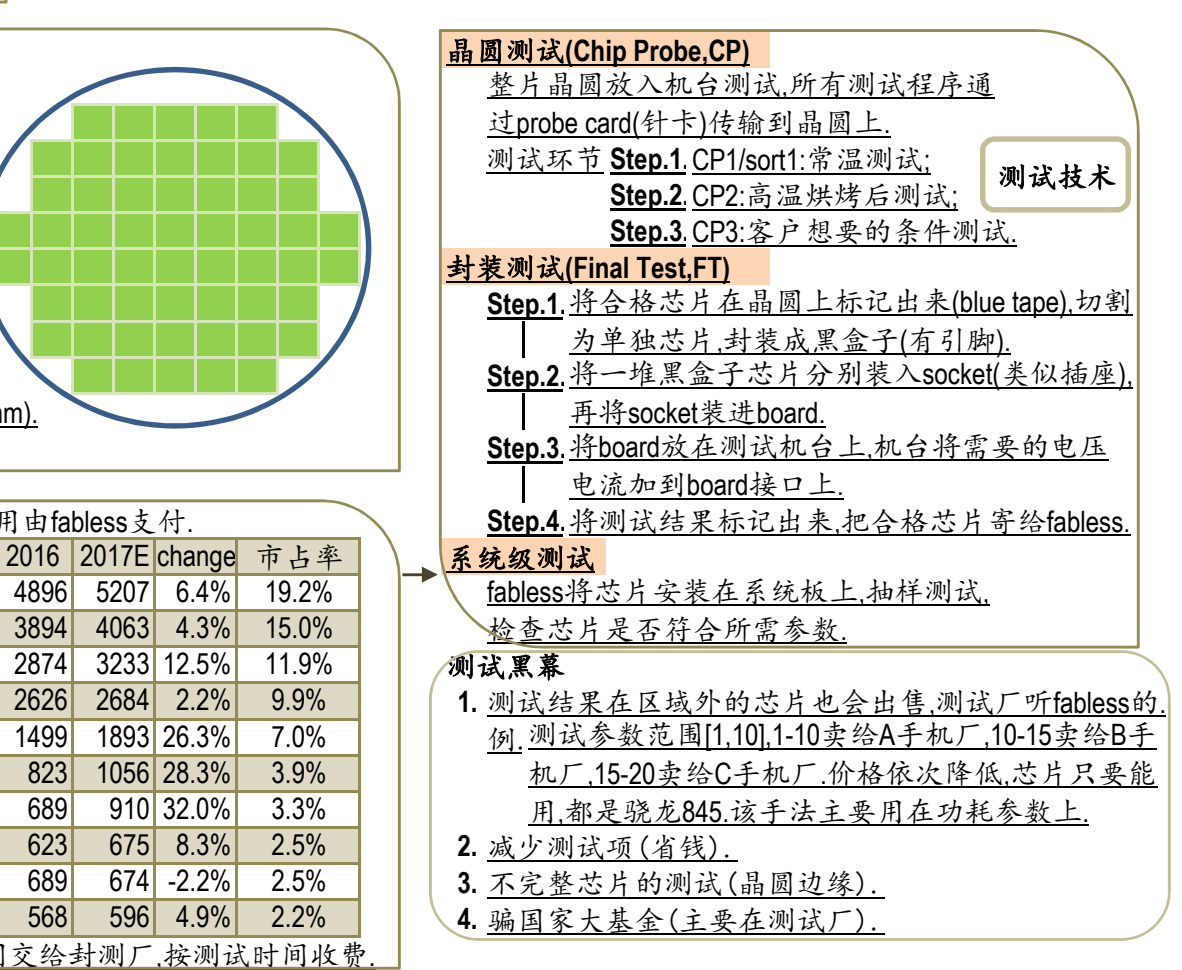 mm).
用由fabless支付.
2016 2017E change 市占率
4896 5207 6.4% 19.2%
3894 4063 4.3% 15.0%
2874 3233 12.5% 11.9%
2626 2684 2.2% 9.9%
1499 1893 26.3% 7.0%
823 1056 28.3% 3.9%
689 910 32.0% 3.3%
623 675 8.3% 2.5%
689 674 -2.2% 2.5%
568 596 4.9% 2.2%
交给封测厂,按测试时间收费.
晶圆测试(Chip Probe,CP)
整片晶圆放入机台测试,所有测试程序通
过probe card(针卡)传输到晶圆上.
测试环节 Step.1. CP1/sort1:常温测试;
Step.2. CP2:高温烘烤后测试;
Step.3. CP3:客户想要的条件测试.
测试技术
封装测试(Final Test,FT)
Step.1. 将合格芯片在晶圆上标记出来(blue tape),切割
为单独芯片,封装成黑盒子(有引脚).
Step.2. 将一堆黑盒子芯片分别装入socket(类似插座),
再将socket装进board.
Step.3. 将board放在测试机台上,机台将需要的电压
电流加到board接口上.
Step.4. 将测试结果标记出来,把合格芯片寄给fabless.
系统级测试
fabless将芯片安装在系统板上,抽样测试,
检查芯片是否符合所需参数.
测试黑幕
1. 测试结果在区域外的芯片也会出售,测试厂听fabless的.
例. 测试参数范围[1,10],1-10卖给A手机厂,10-15卖给B手
机厂,15-20卖给C手机厂.价格依次降低,芯片只要能
用,都是骁龙845.该手法主要用在功耗参数上.
2. 减少测试项(省钱).
3. 不完整芯片的测试(晶圆边缘).
4. 骗国家大基金(主要在测试厂).